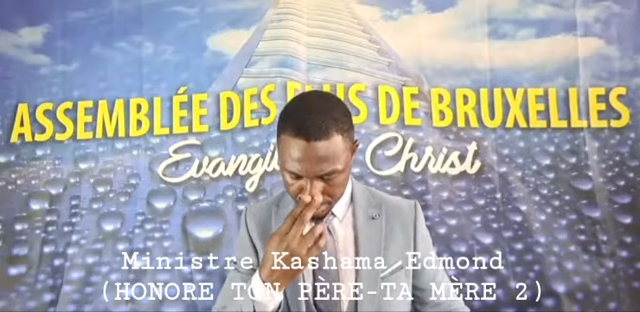 ASSEMBLÉE DES DE BRUXELLES
Christ
Ministre Kashama Edmond
(HONORE TON PÈRE-TA MÈRE 2)